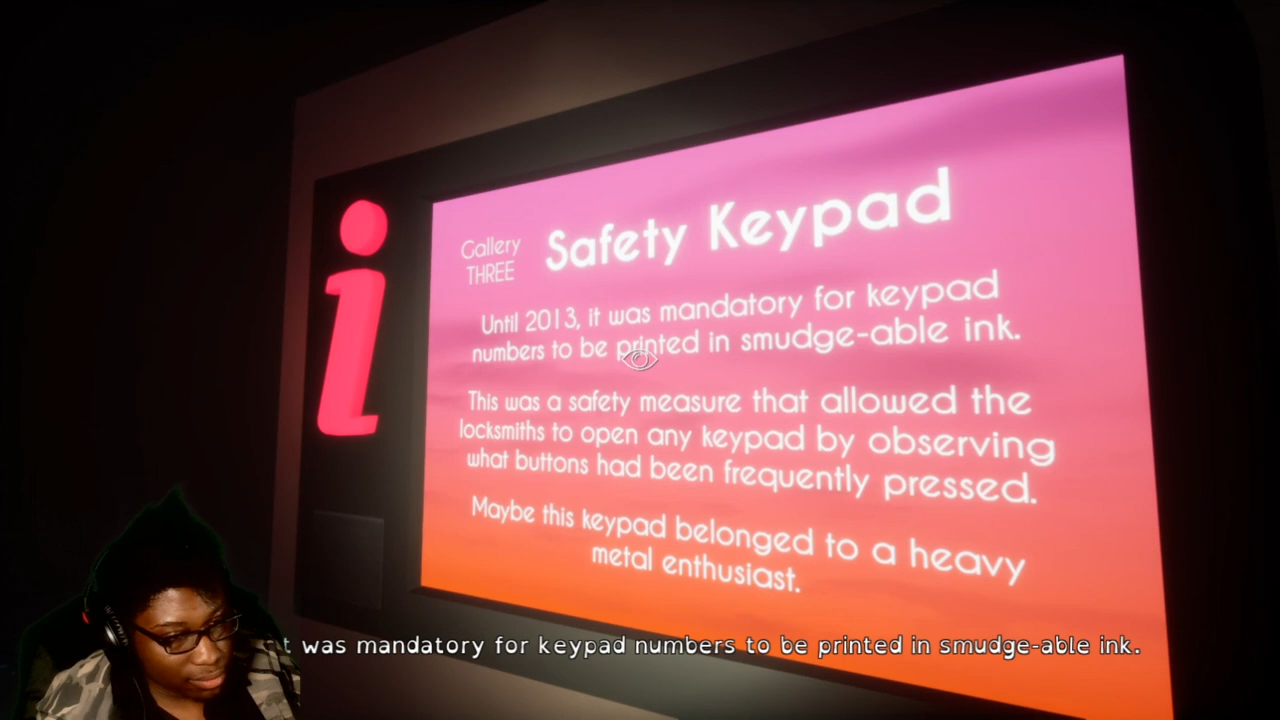 i
Gallery
THREE
Safety Keypad
Until 2013, it was mandatory for keypad
numbers to be printed in smudge-able ink.
This was a safety measure that allowed the
locksmiths to open any keypad by observing
what buttons had been frequently pressed.
Maybe this keypad belonged to a heavy
metal enthusiast.
t was mandatory for keypad numbers to be printed in smudge-able ink.